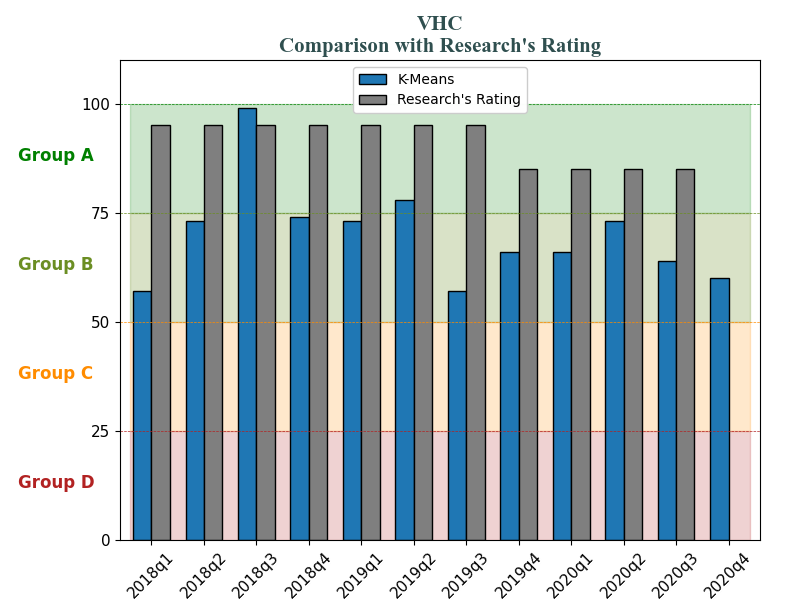 VHC
Comparison with Research's Rating
K-Means
Research's Rating
100
Group A
75
Group B
50
Group C
25
Group D
0
2018q1
2018q2
2018q3
2018q4
2019q1
2019q2
2019q3
2019q4
2020q1
2020q2
2020q3
2020q4